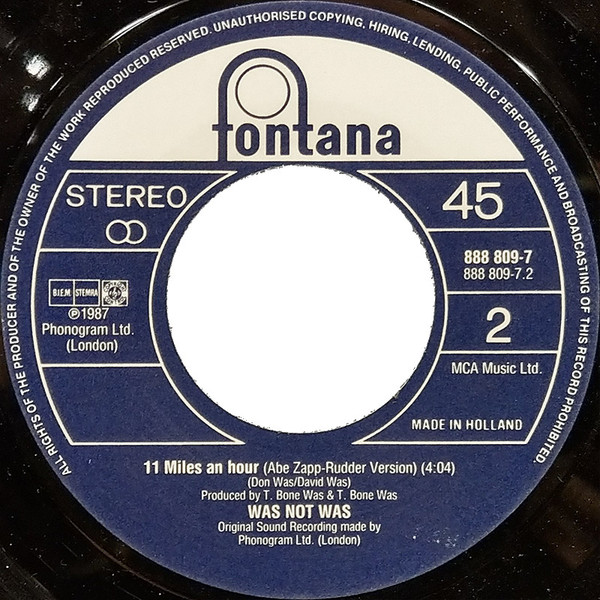 ALL RIGHTS OF THE PRODUCER AND OF THE OWNER OF THE WORK REPRODUCED RESERVED. UNAUTHORISED COPYING, HIRING, LENDING, PUBLIC PERFORMANCE AND BROADCASTING OF THIS RECORD PROHIBITED.
fontana
STEREO
45
888 809-7
888 809-7.2
B.I.E.M. STEMRA
℗1987
Phonogram Ltd.
(London)
2
MCA Music Ltd.
MADE IN HOLLAND
11 Miles an hour (Abe Zapp-Rudder Version) (4:04)
(Don Was/David Was)
Produced by T. Bone Was & T. Bone Was
WAS NOT WAS
Original Sound Recording made by
Phonogram Ltd. (London)